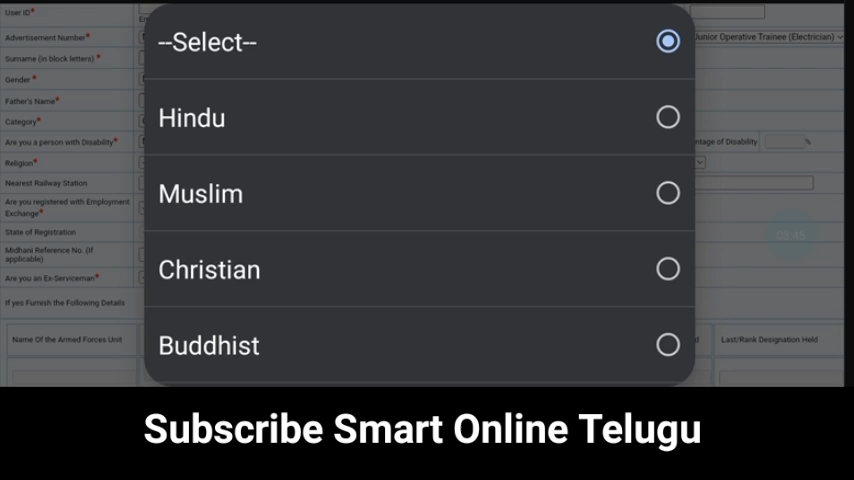 User ID*
Advertisement Number*
Junior Operative Trainee (Electrician)
Surname (in block letters) *
Gender *
Father's Name*
Category*
Are you a person with Disability*
ntage of Disability
%
Religion*
Nearest Railway Station
Are you registered with Employment
Exchange*
State of Registration
Midhani Reference No. (if
applicable)
Are you an Ex-Serviceman*
If yes Furnish the Following Details
Name Of the Armed Forces Unit
d
Last/Rank Designation Held
--Select--
Hindu
Muslim
Christian
Buddhist
03:45
Subscribe Smart Online Telugu